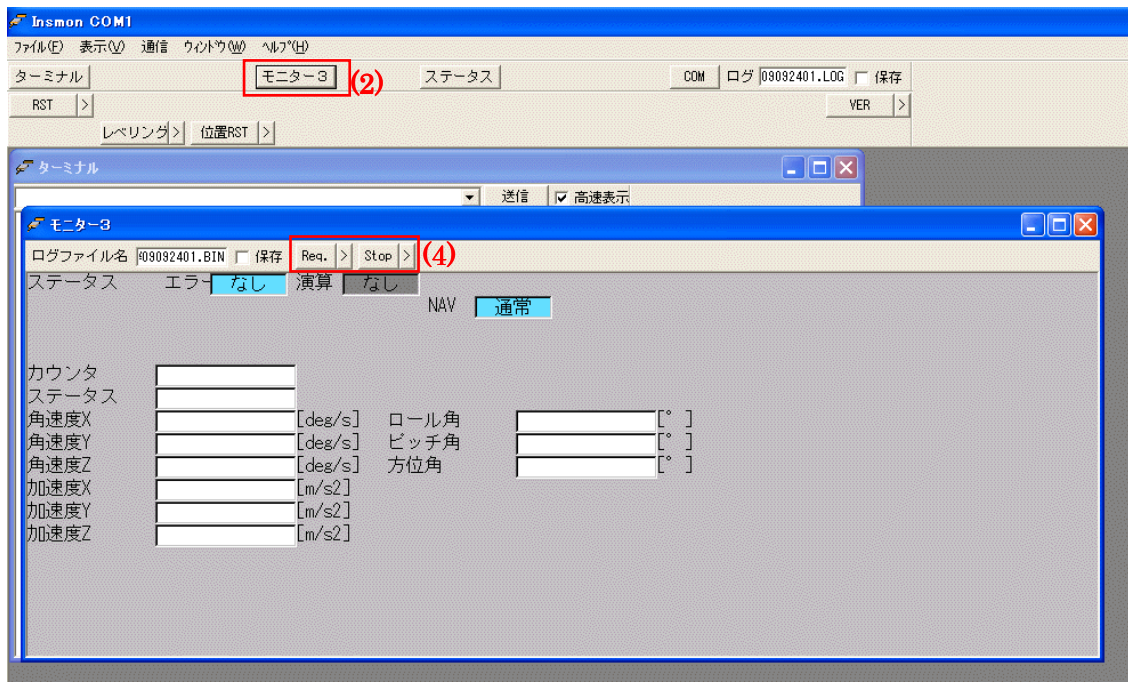 Insmon COM1
ファイル(F) 表示(V) 通信 ウィンドウ(W) ヘルプ(H)
ターミナル モニター3 (2) ステータス COM ログ 09092401.LOG 保存
RST > VER >
レベリング > 位置RST >
ターミナル
送信 高速表示
モニター3
ログファイル名 09092401.BIN 保存 Req. > Stop > (4)
ステータス エラー なし 演算 なし
NAV 通常
カウンタ
ステータス
角速度X [deg/s] ロール角 [° ]
角速度Y [deg/s] ピッチ角 [° ]
角速度Z [deg/s] 方位角 [° ]
加速度X [m/s2]
加速度Y [m/s2]
加速度Z [m/s2]